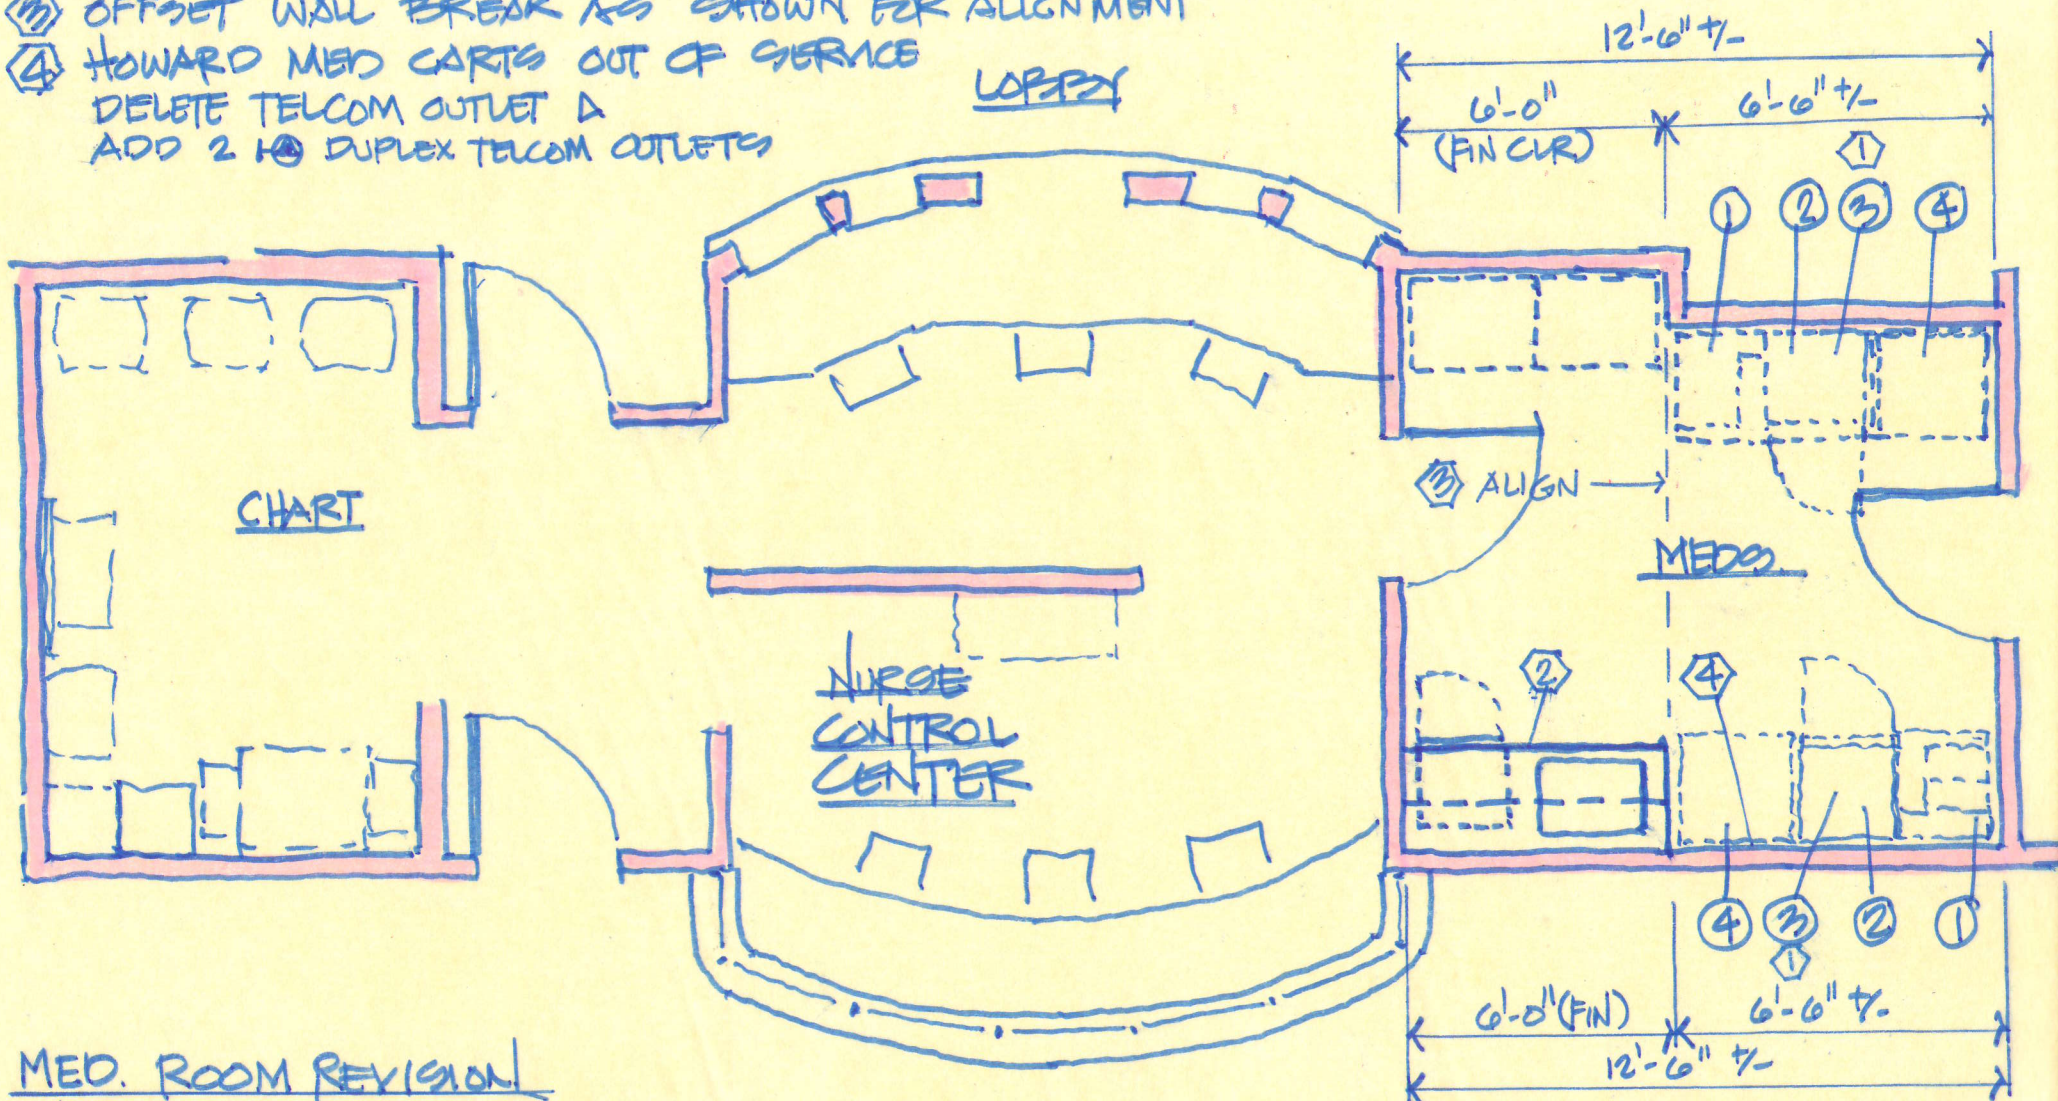 3 OFFSET WALL BREAK AS SHOWN FOR ALIGNMENT
4 HOWARD MED CARTS OUT OF SERVICE
DELETE TELCOM OUTLET Δ
ADD 2 DUPLEX TELCOM OUTLETS
LOBBY
12'-6" +/-
6'-0"
(FIN CLR)
6'-6" +/-
1
1 2 3 4
CHART
3 ALIGN
MEDS.
NURSE
CONTROL
CENTER
2
4
4 3 2 1
1
6'-0" (FIN)
6'-6" +/-
12'-6" +/-
MED. ROOM REVISION